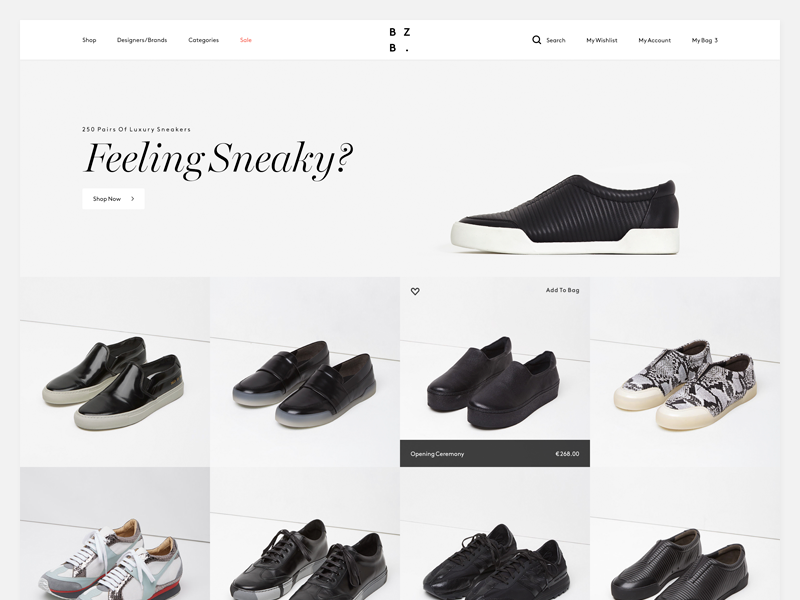 Shop Designers/Brands Categories Sale
B Z
B .
Search My Wishlist My Account My Bag 3
250 Pairs Of Luxury Sneakers
Feeling Sneaky?
Shop Now
Add To Bag
Opening Ceremony €268.00